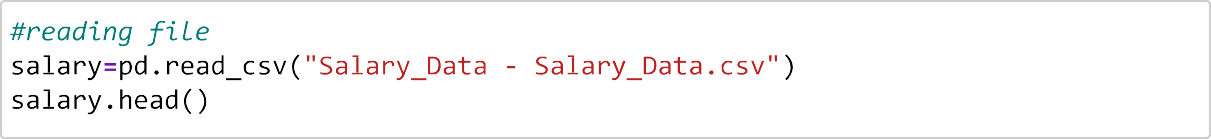 #reading file
salary=pd.read_csv("Salary_Data - Salary_Data.csv")
salary.head()